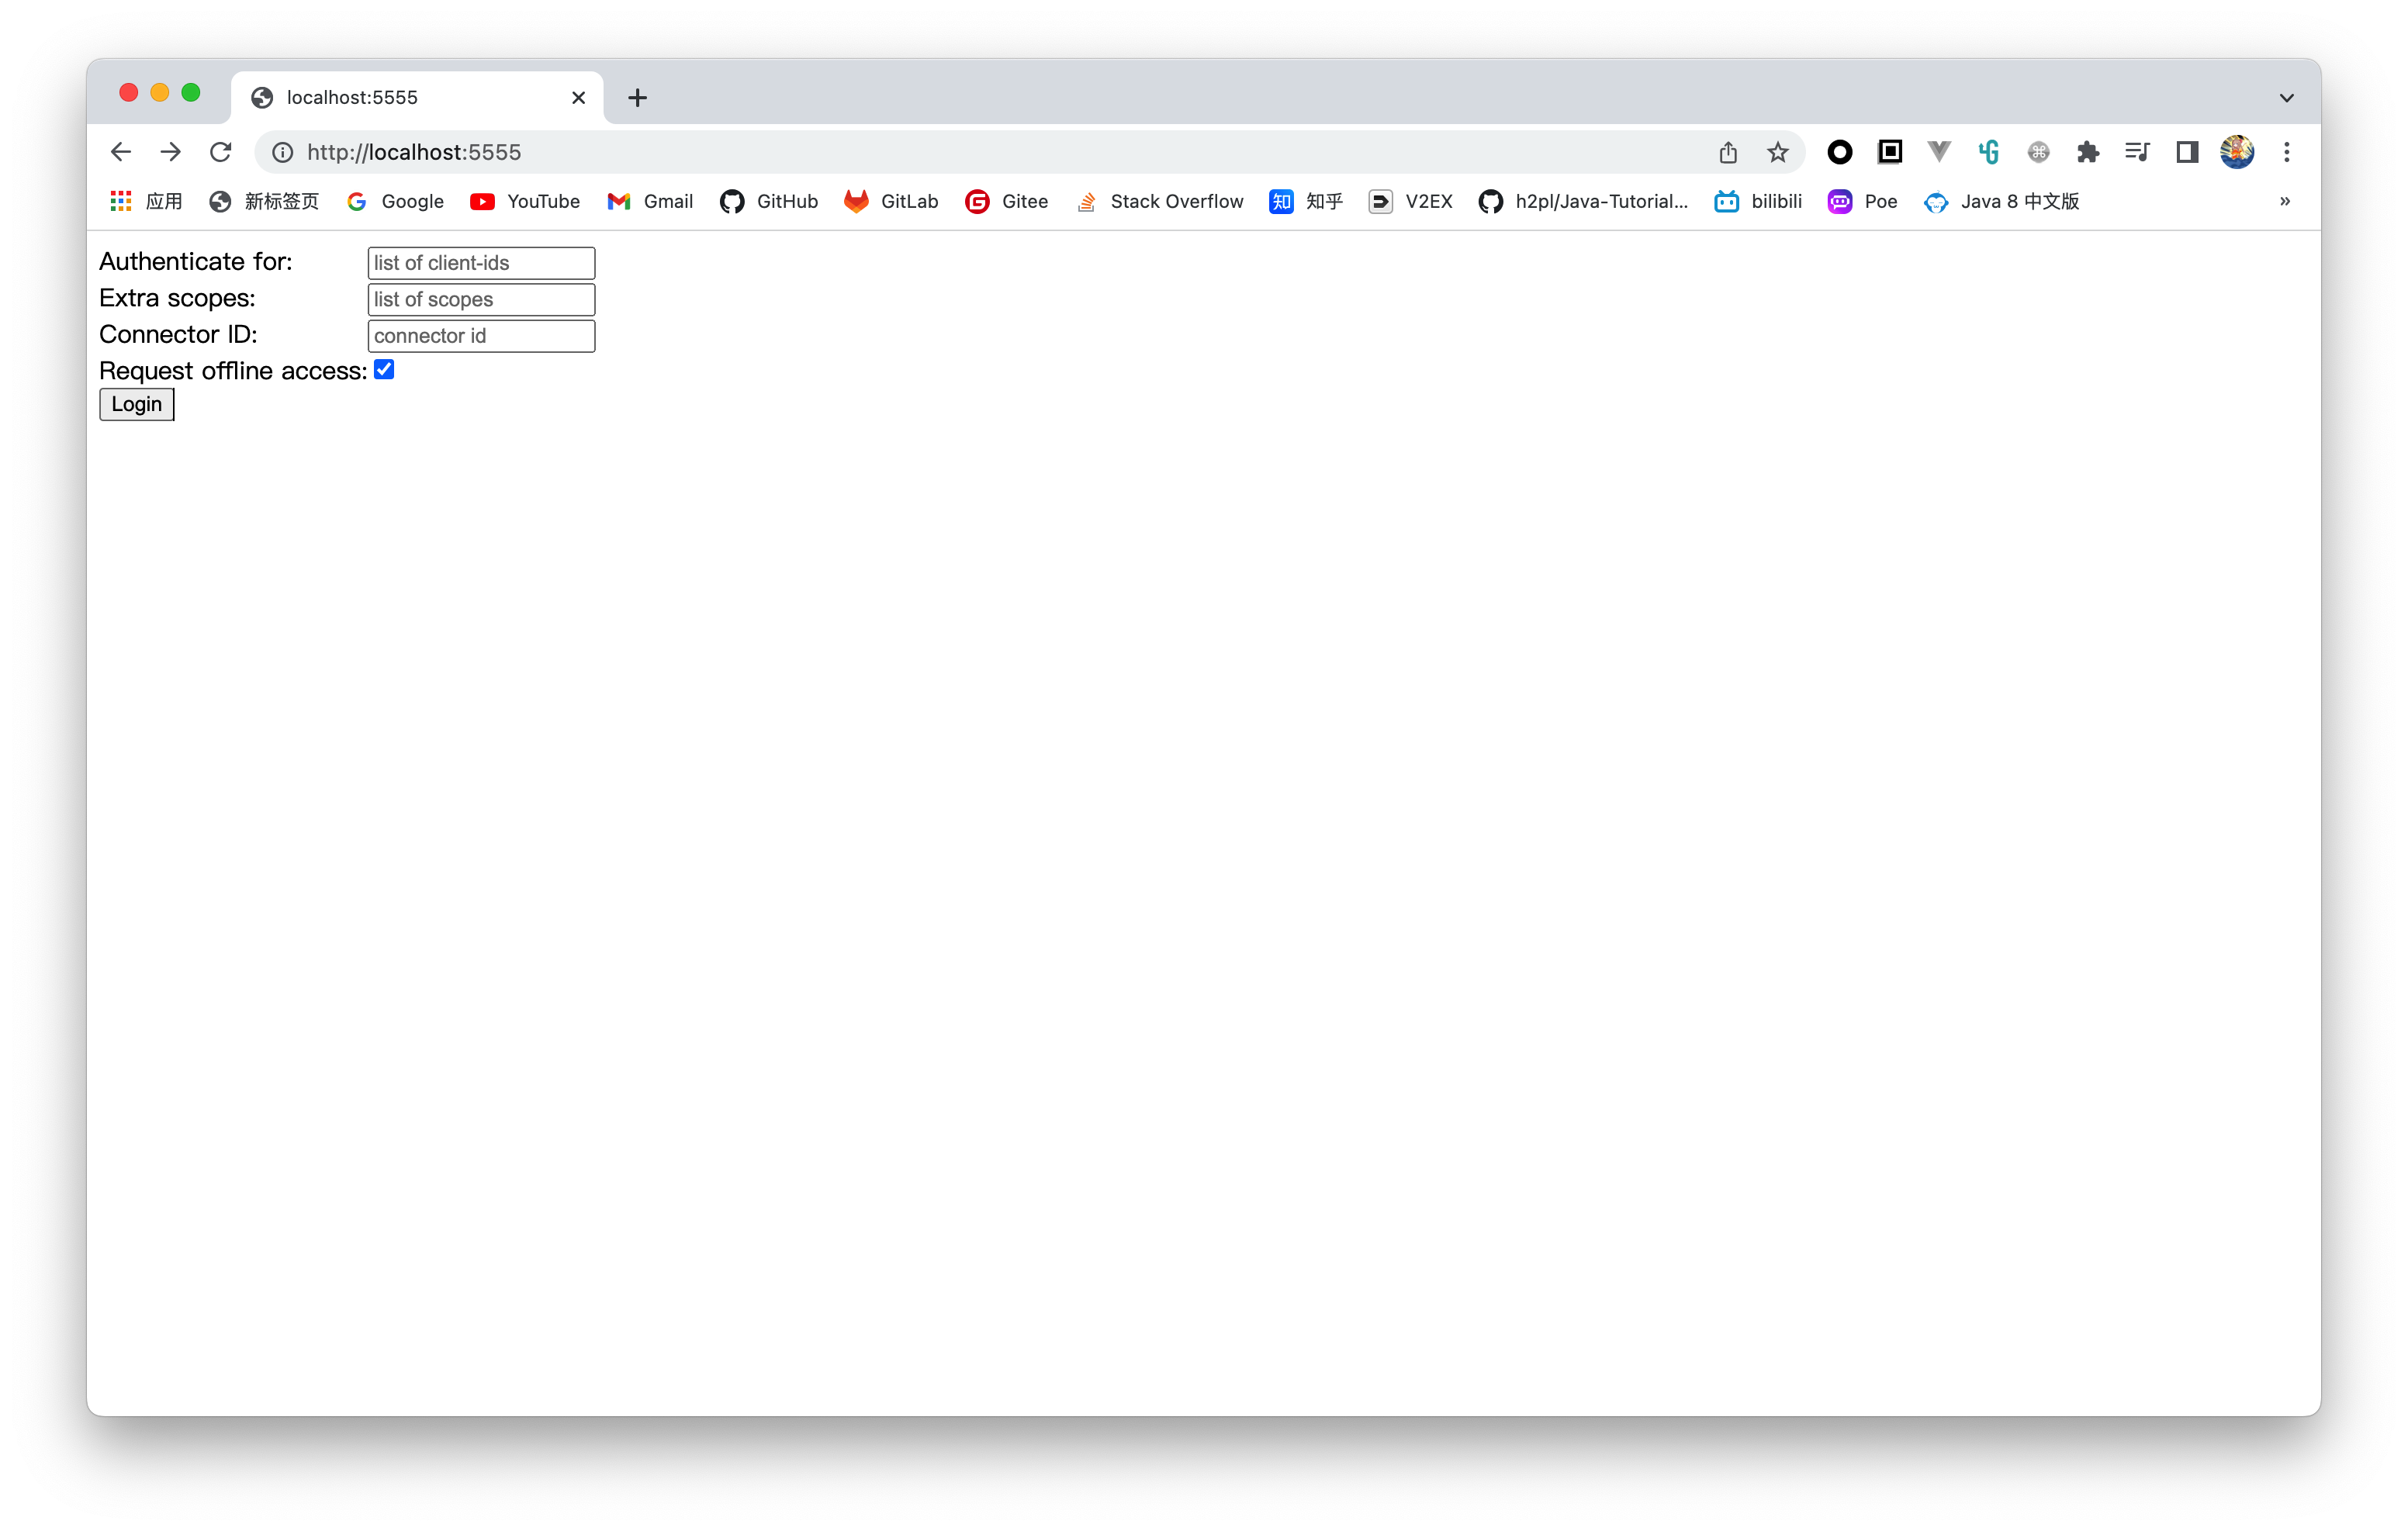 localhost:5555
http://localhost:5555
应用 新标签页 Google YouTube Gmail GitHub GitLab Gitee Stack Overflow 知乎 V2EX h2pl/Java-Tutorial... bilibili Poe Java 8 中文版 »
Authenticate for: list of client-ids
Extra scopes: list of scopes
Connector ID: connector id
Request offline access:
Login